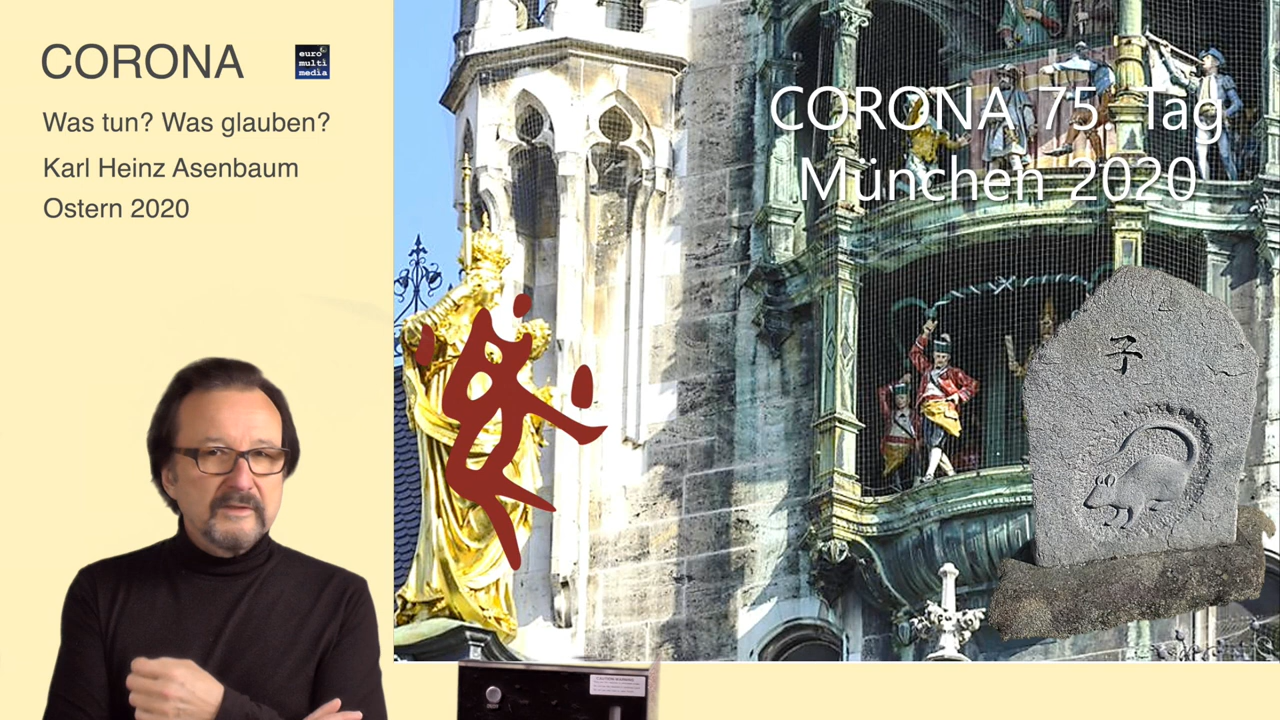 CORONA
euro
multi
media
Was tun? Was glauben?
Karl Heinz Asenbaum
Ostern 2020
CORONA 75. Tag
München 2020
子